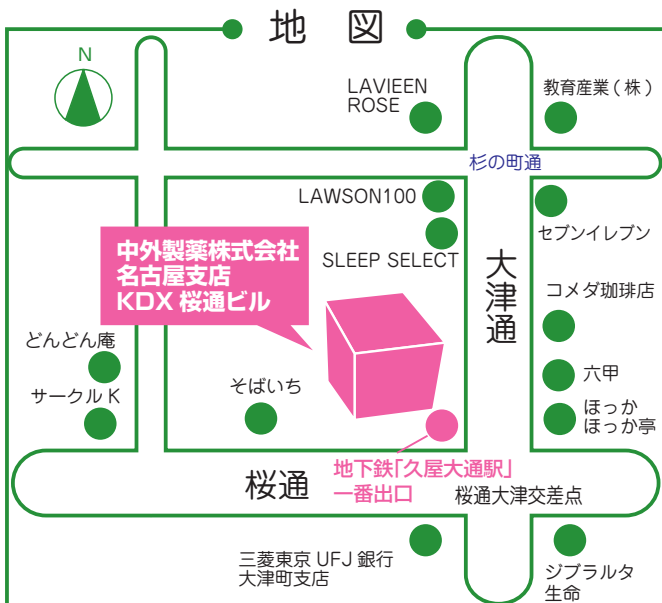 地 図
N
LAVIEEN
ROSE
教育産業(株)
杉の町通
LAWSON100
セブンイレブン
SLEEP SELECT
中外製薬株式会社
名古屋支店
KDX 桜通ビル
大津通
コメダ珈琲店
どんどん庵
サークル K
そばいち
六甲
ほっか
ほっか亭
地下鉄「久屋大通駅」
一番出口
桜通
桜通大津交差点
三菱東京 UFJ 銀行
大津町支店
ジブラルタ
生命